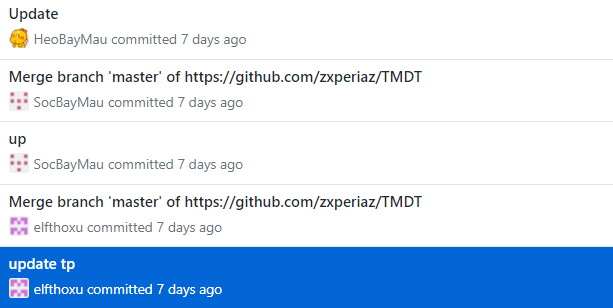 Update
HeoBayMau committed 7 days ago
Merge branch 'master' of https://github.com/zxperiaz/TMDT
SocBayMau committed 7 days ago
up
SocBayMau committed 7 days ago
Merge branch 'master' of https://github.com/zxperiaz/TMDT
elfthoxu committed 7 days ago
update tp
elfthoxu committed 7 days ago